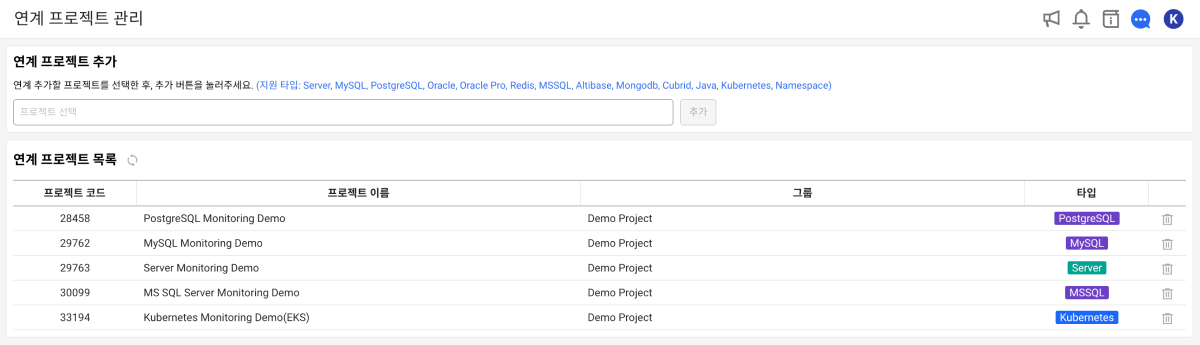 연계 프로젝트 관리
K
연계 프로젝트 추가
연계 추가할 프로젝트를 선택한 후, 추가 버튼을 눌러주세요. (지원 타입: Server, MySQL, PostgreSQL, Oracle, Oracle Pro, Redis, MSSQL, Altibase, Mongodb, Cubrid, Java, Kubernetes, Namespace)
프로젝트 선택 추가
연계 프로젝트 목록
프로젝트 코드 프로젝트 이름 그룹 타입
28458 PostgreSQL Monitoring Demo Demo Project PostgreSQL
29762 MySQL Monitoring Demo Demo Project MySQL
29763 Server Monitoring Demo Demo Project Server
30099 MS SQL Server Monitoring Demo Demo Project MSSQL
33194 Kubernetes Monitoring Demo(EKS) Demo Project Kubernetes